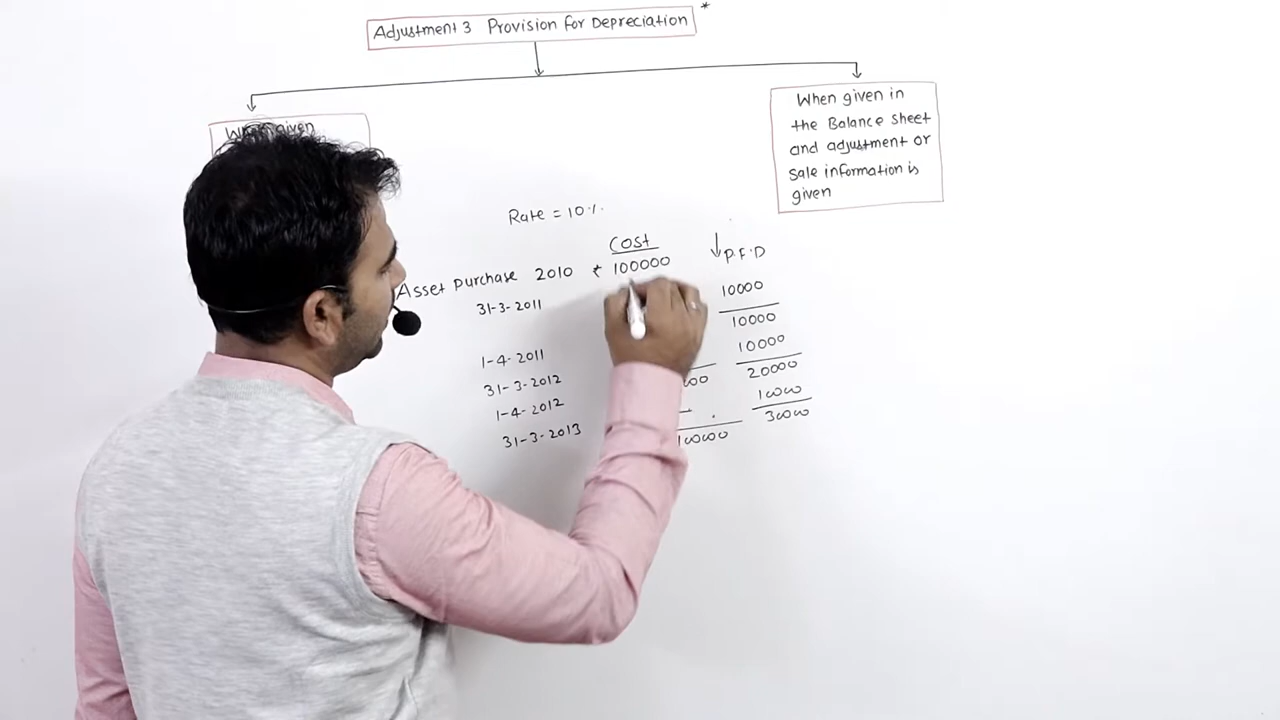 Adjustment 3 Provision for Depreciation *
When given
When given in
the Balance sheet
and adjustment or
sale information is
given
Rate = 10%
Cost
↓ P.F.D
Asset purchase 2010 ₹ 100000
31-3-2011 10000
10000
1-4-2011 10000
31-3-2012 20000
1-4-2012 10000
30000
31-3-2013 100000